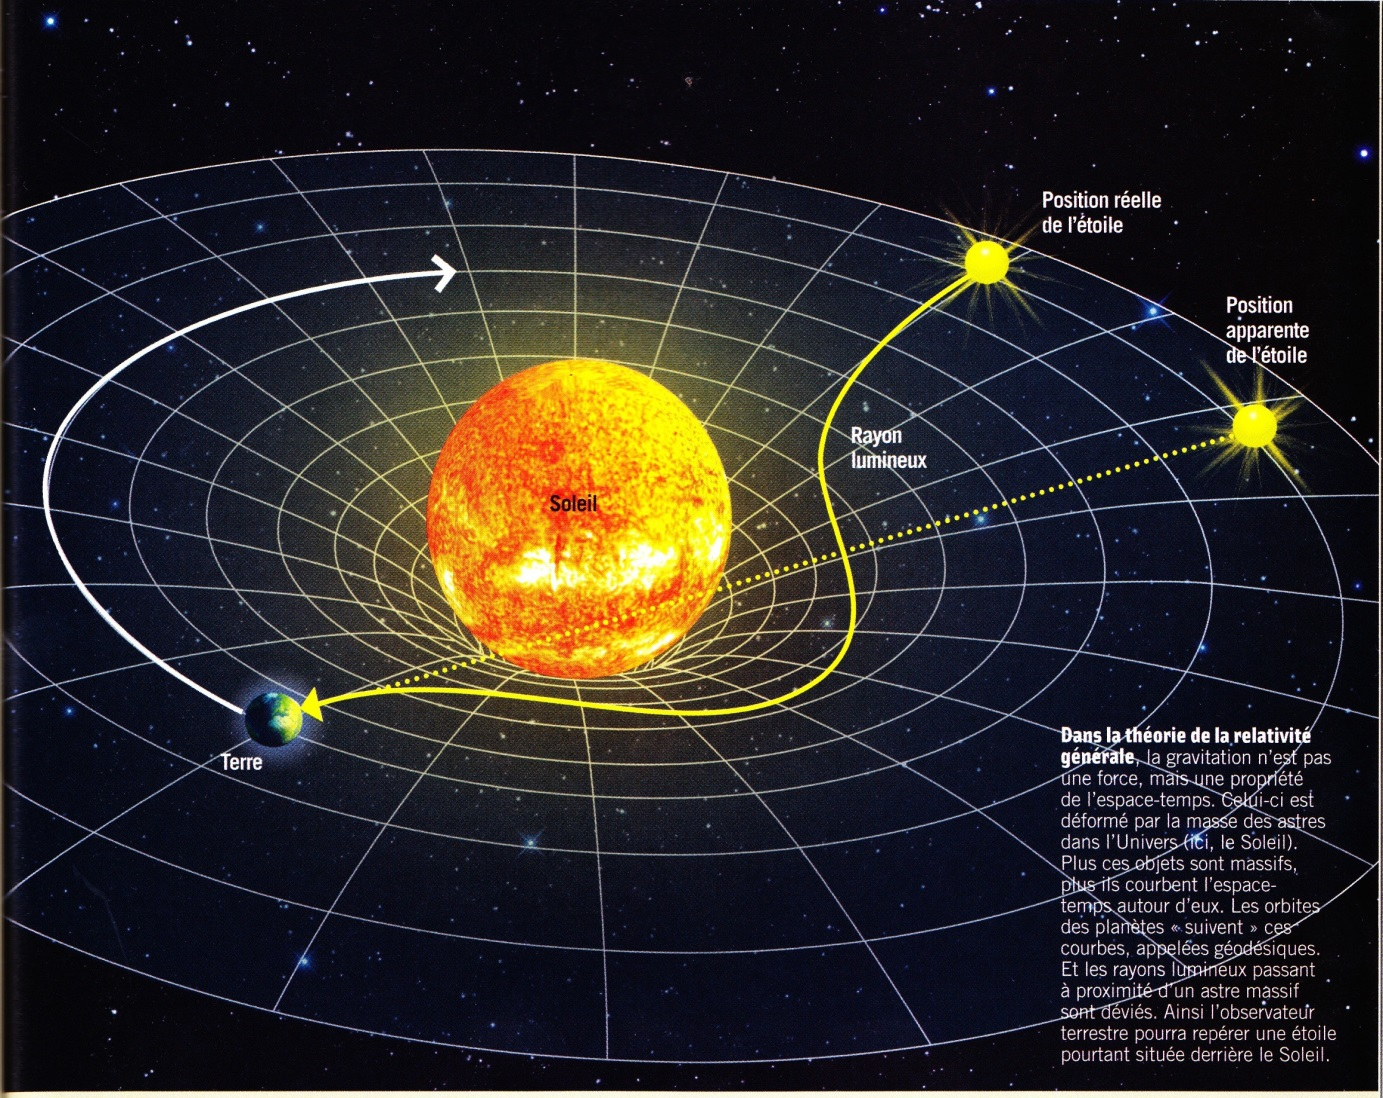 Position réelle
de l'étoile
Position
apparente
de l'étoile
Rayon
lumineux
Soleil
Terre
Dans la théorie de la relativité
générale, la gravitation n'est pas
une force, mais une propriété
de l'espace-temps. Celui-ci est
déformé par la masse des astres
dans l'Univers (ici, le Soleil).
Plus ces objets sont massifs,
plus ils courbent l'espace-
temps autour d'eux. Les orbites
des planètes « suivent » ces
courbes, appelées géodésiques.
Et les rayons lumineux passant
à proximité d'un astre massif
sont déviés. Ainsi l'observateur
terrestre pourra repérer une étoile
pourtant située derrière le Soleil.